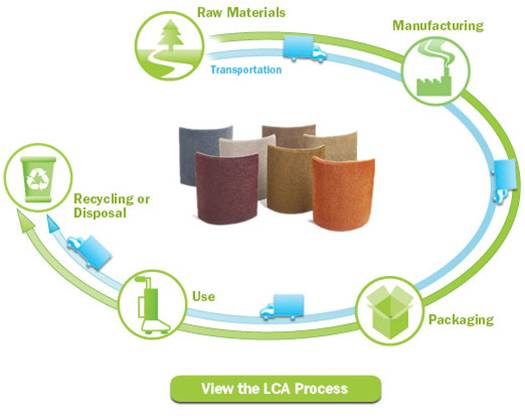 Raw Materials
Manufacturing
Transportation
Recycling or
Disposal
Use
Packaging
View the LCA Process